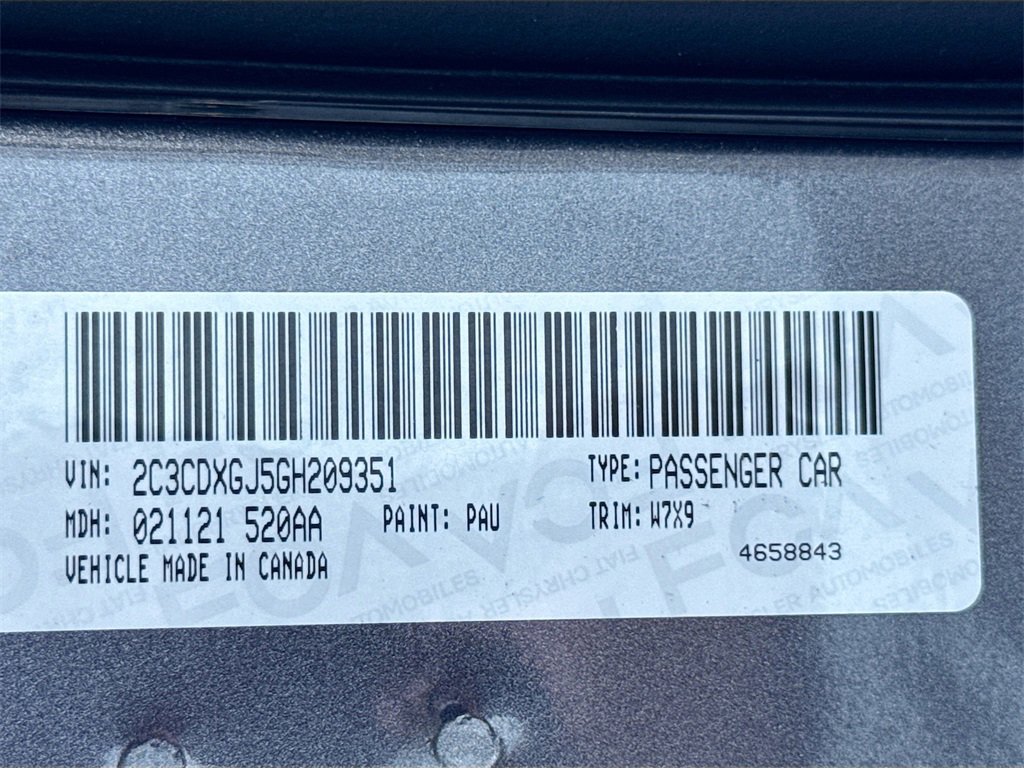 VIN: 2C3CDXGJ5GH209351 TYPE: PASSENGER CAR
MDH: 021121 520AA PAINT: PAU TRIM: W7X9
VEHICLE MADE IN CANADA 4658843